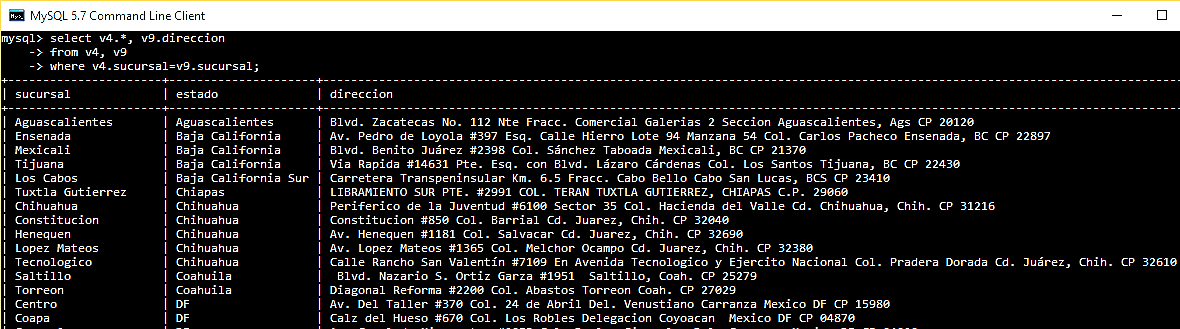 MySQL 5.7 Command Line Client
mysql> select v4.*, v9.direccion
-> from v4, v9
-> where v4.sucursal=v9.sucursal;
| sucursal | estado | direccion
| Aguascalientes | Aguascalientes | Blvd. Zacatecas No. 112 Nte Fracc. Comercial Galerias 2 Seccion Aguascalientes, Ags CP 20120
| Ensenada | Baja California | Av. Pedro de Loyola #397 Esq. Calle Hierro Lote 94 Manzana 54 Col. Carlos Pacheco Ensenada, BC CP 22897
| Mexicali | Baja California | Blvd. Benito Juárez #2398 Col. Sánchez Taboada Mexicali, BC CP 21370
| Tijuana | Baja California | Via Rapida #14631 Pte. Esq. con Blvd. Lázaro Cárdenas Col. Los Santos Tijuana, BC CP 22430
| Los Cabos | Baja California Sur | Carretera Transpeninsular Km. 6.5 Fracc. Cabo Bello Cabo San Lucas, BCS CP 23410
| Tuxtla Gutierrez | Chiapas | LIBRAMIENTO SUR PTE. #2991 COL. TERAN TUXTLA GUTIERREZ, CHIAPAS C.P. 29060
| Chihuahua | Chihuahua | Periferico de la Juventud #6100 Sector 35 Col. Hacienda del Valle Cd. Chihuahua, Chih. CP 31216
| Constitucion | Chihuahua | Constitucion #850 Col. Barrial Cd. Juarez, Chih. CP 32040
| Henequen | Chihuahua | Av. Henequen #1181 Col. Salvacar Cd. Juarez, Chih. CP 32690
| Lopez Mateos | Chihuahua | Av. Lopez Mateos #1365 Col. Melchor Ocampo Cd. Juarez, Chih. CP 32380
| Tecnologico | Chihuahua | Calle Rancho San Valentín #7109 En Avenida Tecnologico y Ejercito Nacional Col. Pradera Dorada Cd. Juárez, Chih. CP 32610
| Saltillo | Coahuila | Blvd. Nazario S. Ortiz Garza #1951 Saltillo, Coah. CP 25279
| Torreon | Coahuila | Diagonal Reforma #2200 Col. Abastos Torreon Coah. CP 27029
| Centro | DF | Av. Del Taller #370 Col. 24 de Abril Del. Venustiano Carranza Mexico DF CP 15980
| Coapa | DF | Calz del Hueso #670 Col. Los Robles Delegacion Coyoacan Mexico DF CP 04870